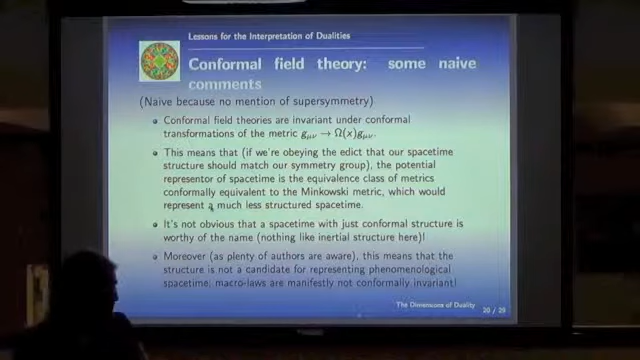 Lessons for the Interpretation of Dualities
Conformal field theory: some naive
comments
(Naive because no mention of supersymmetry)
Conformal field theories are invariant under conformal
transformations of the metric gμν → Ω(x)gμν.
This means that (if we're obeying the edict that our spacetime
structure should match our symmetry group), the potential
representor of spacetime is the equivalence class of metrics
conformally equivalent to the Minkowski metric, which would
represent a much less structured spacetime.
It's not obvious that a spacetime with just conformal structure is
worthy of the name (nothing like inertial structure here)!
Moreover (as plenty of authors are aware), this means that the
structure is not a candidate for representing phenomenological
spacetime; macro-laws are manifestly not conformally invariant!
The Dimensions of Duality
20 / 29